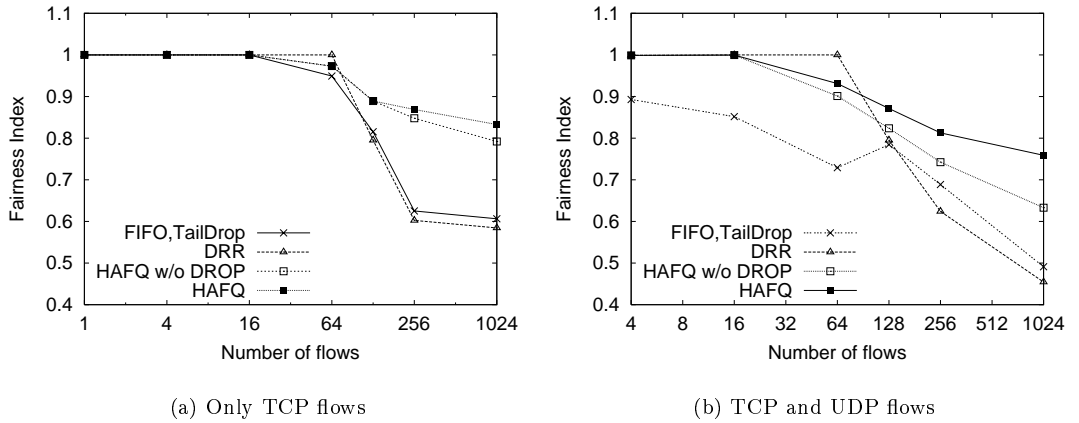 1.1
1
0.9
0.8
0.7
0.6
0.5
0.4
Fairness Index
FIFO,TailDrop
DRR
HAFQ w/o DROP
HAFQ
1 4 16 64 256 1024
Number of flows
(a) Only TCP flows
1.1
1
0.9
0.8
0.7
0.6
0.5
0.4
Fairness Index
FIFO,TailDrop
DRR
HAFQ w/o DROP
HAFQ
4 8 16 32 64 128 256 512 1024
Number of flows
(b) TCP and UDP flows